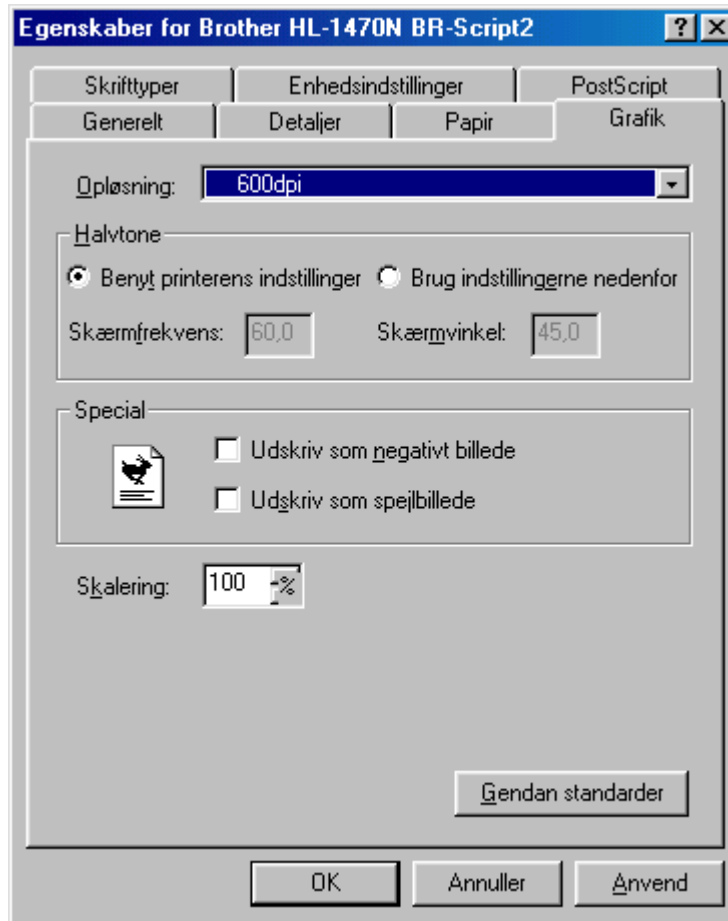 Egenskaber for Brother HL-1470N BR-Script2
Skrifttyper Enhedsindstillinger PostScript
Generelt Detaljer Papir Grafik
Opløsning: 600dpi
Halvtone
Benyt printerens indstillinger Brug indstillingerne nedenfor
Skærmfrekvens: 60,0 Skærmvinkel: 45,0
Special
Udskriv som negativt billede
Udskriv som spejlbillede
Skalering: 100 %
Gendan standarder
OK Annuller Anvend